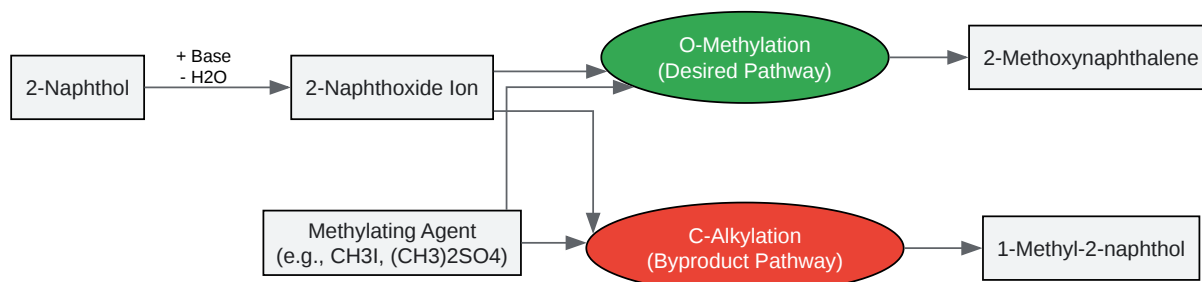 2-Naphthol
+ Base
- H2O
2-Naphthoxide Ion
O-Methylation
(Desired Pathway)
2-Methoxynaphthalene
Methylating Agent
(e.g., CH3I, (CH3)2SO4)
C-Alkylation
(Byproduct Pathway)
1-Methyl-2-naphthol